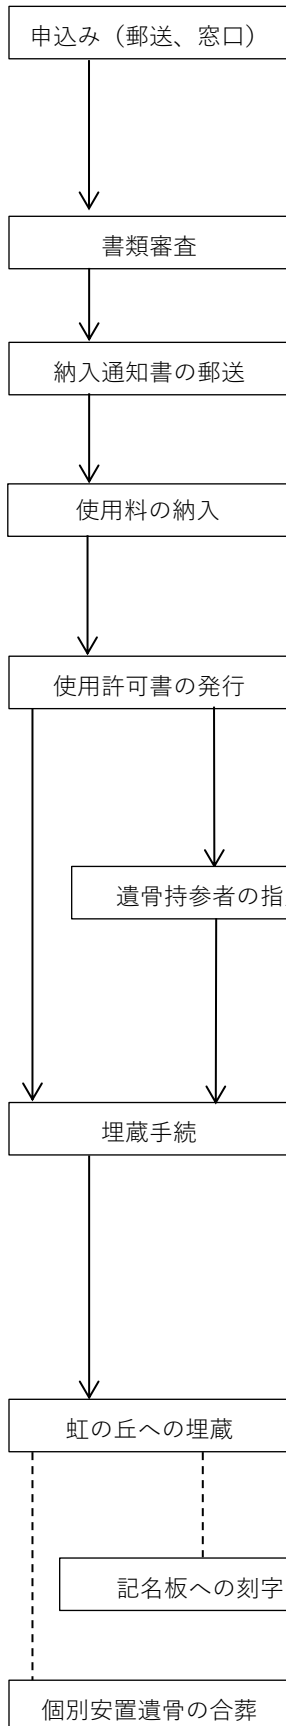 申込み（郵送、窓口）
書類審査
納入通知書の郵送
使用料の納入
使用許可書の発行
遺骨持参者の指
埋蔵手続
虹の丘への埋蔵
記名板への刻字
個別安置遺骨の合葬